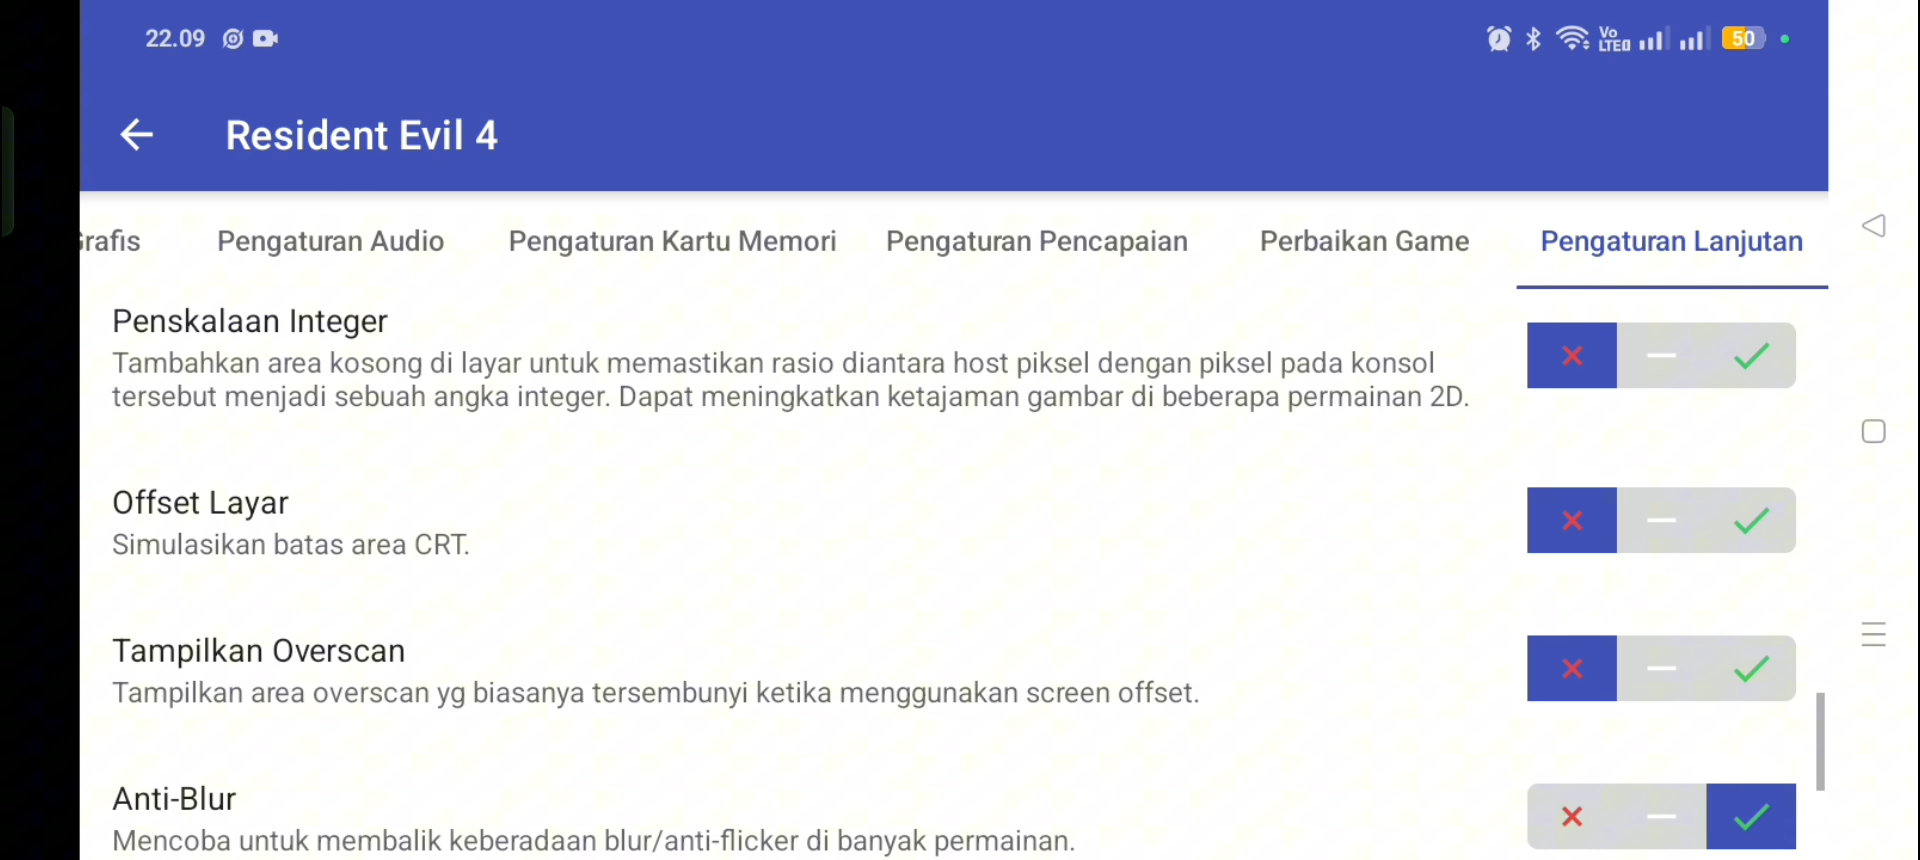 22.09
Vo
LTE
50
Resident Evil 4
rafis
Pengaturan Audio
Pengaturan Kartu Memori
Pengaturan Pencapaian
Perbaikan Game
Pengaturan Lanjutan
Penskalaan Integer
Tambahkan area kosong di layar untuk memastikan rasio diantara host piksel dengan piksel pada konsol
tersebut menjadi sebuah angka integer. Dapat meningkatkan ketajaman gambar di beberapa permainan 2D.
Offset Layar
Simulasikan batas area CRT.
Tampilkan Overscan
Tampilkan area overscan yg biasanya tersembunyi ketika menggunakan screen offset.
Anti-Blur
Mencoba untuk membalik keberadaan blur/anti-flicker di banyak permainan.